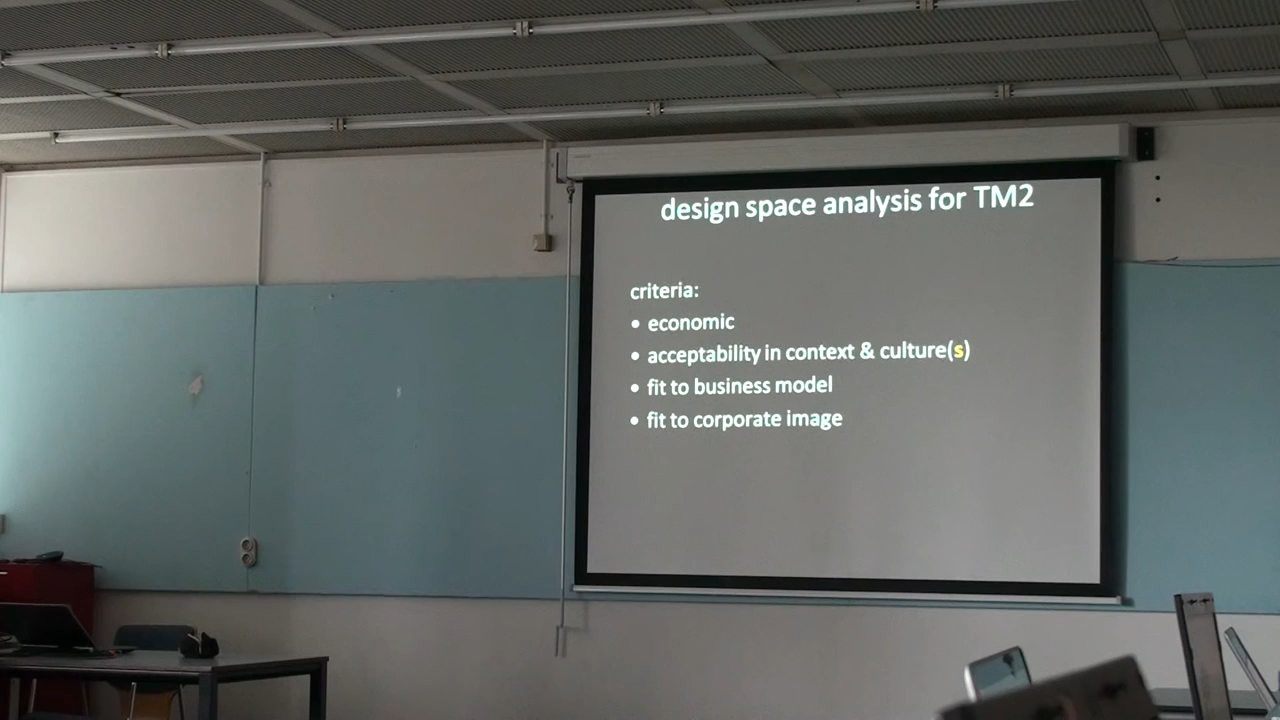 design space analysis for TM2
criteria:
• economic
• acceptability in context & culture(s)
• fit to business model
• fit to corporate image